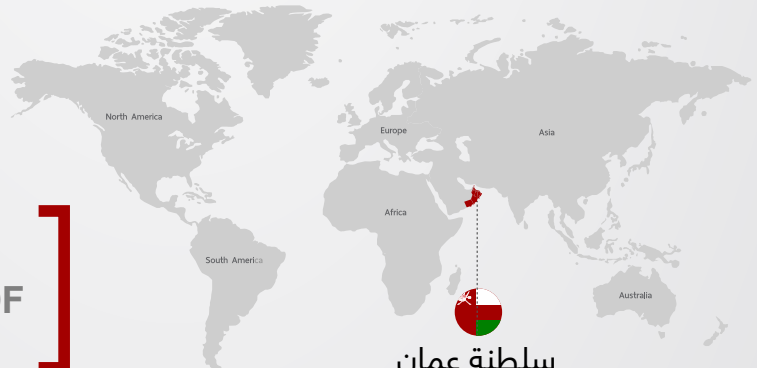 North America
Europe
Asia
Africa
South America
Australia
F
سلطنة عمان